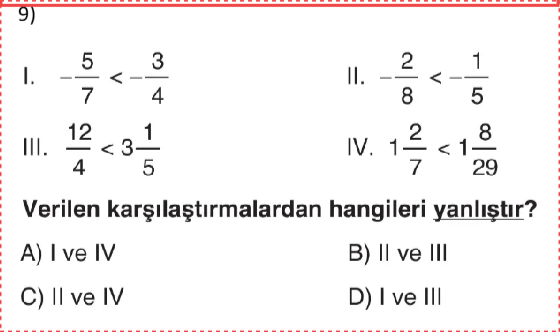 9)
I. -5/7 < -3/4 II. -2/8 < -1/5
III. 12/4 < 3 1/5 IV. 1 2/7 < 1 8/29
Verilen karşılaştırmalardan hangileri yanlıştır?
A) I ve IV B) II ve III
C) II ve IV D) I ve III